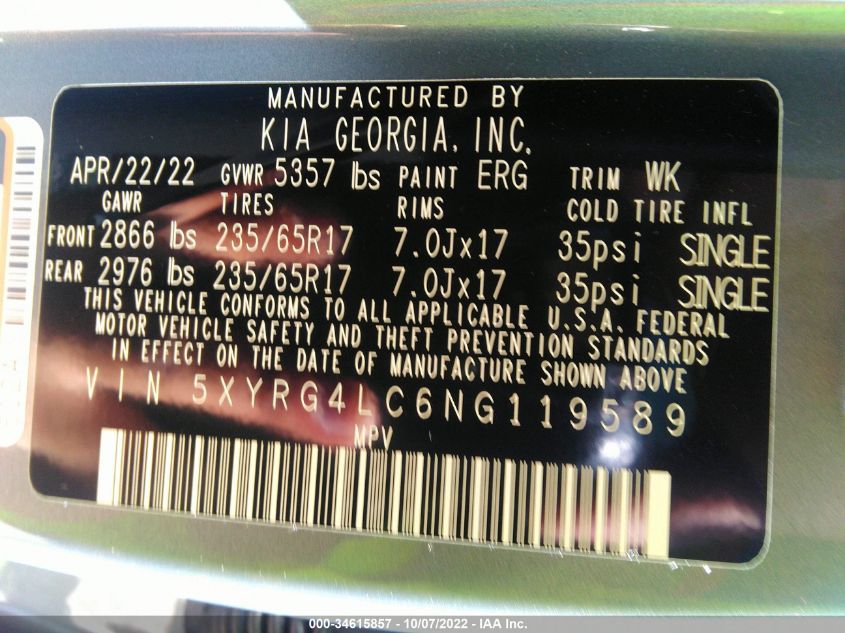 MANUFACTURED BY
KIA GEORGIA, INC.
APR/22/22 GVWR 5357 lbs PAINT ERG TRIM WK
GAWR TIRES RIMS COLD TIRE INFL
FRONT 2866 lbs 235/65R17 7.0Jx17 35psi SINGLE
REAR 2976 lbs 235/65R17 7.0Jx17 35psi SINGLE
THIS VEHICLE CONFORMS TO ALL APPLICABLE U.S.A. FEDERAL
MOTOR VEHICLE SAFETY AND THEFT PREVENTION STANDARDS
IN EFFECT ON THE DATE OF MANUFACTURE SHOWN ABOVE
VIN 5XYRG4LC6NG119589
MPV
000-34615857 - 10/07/2022 - IAA Inc.